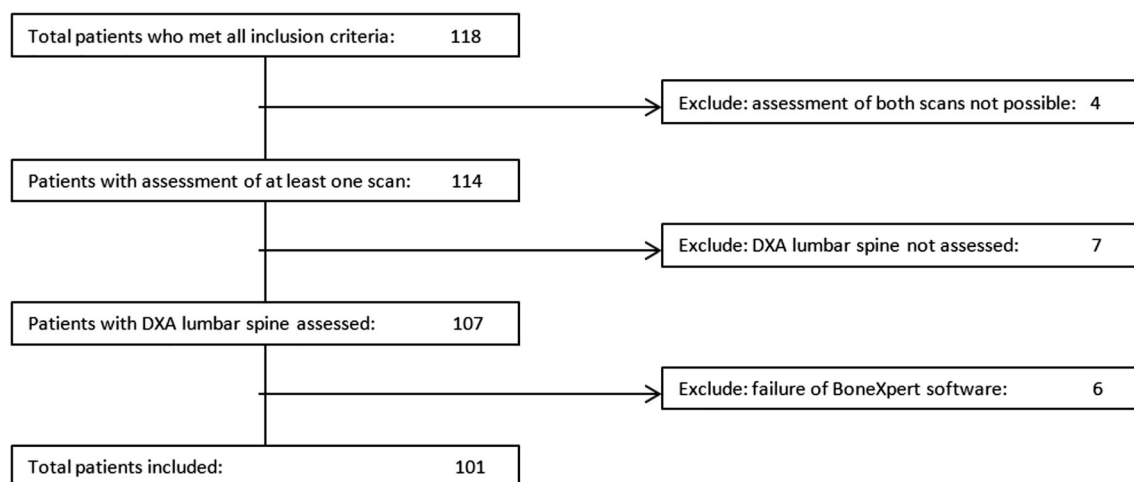 Total patients who met all inclusion criteria: 118
Exclude: assessment of both scans not possible: 4
Patients with assessment of at least one scan: 114
Exclude: DXA lumbar spine not assessed: 7
Patients with DXA lumbar spine assessed: 107
Exclude: failure of BoneXpert software: 6
Total patients included: 101